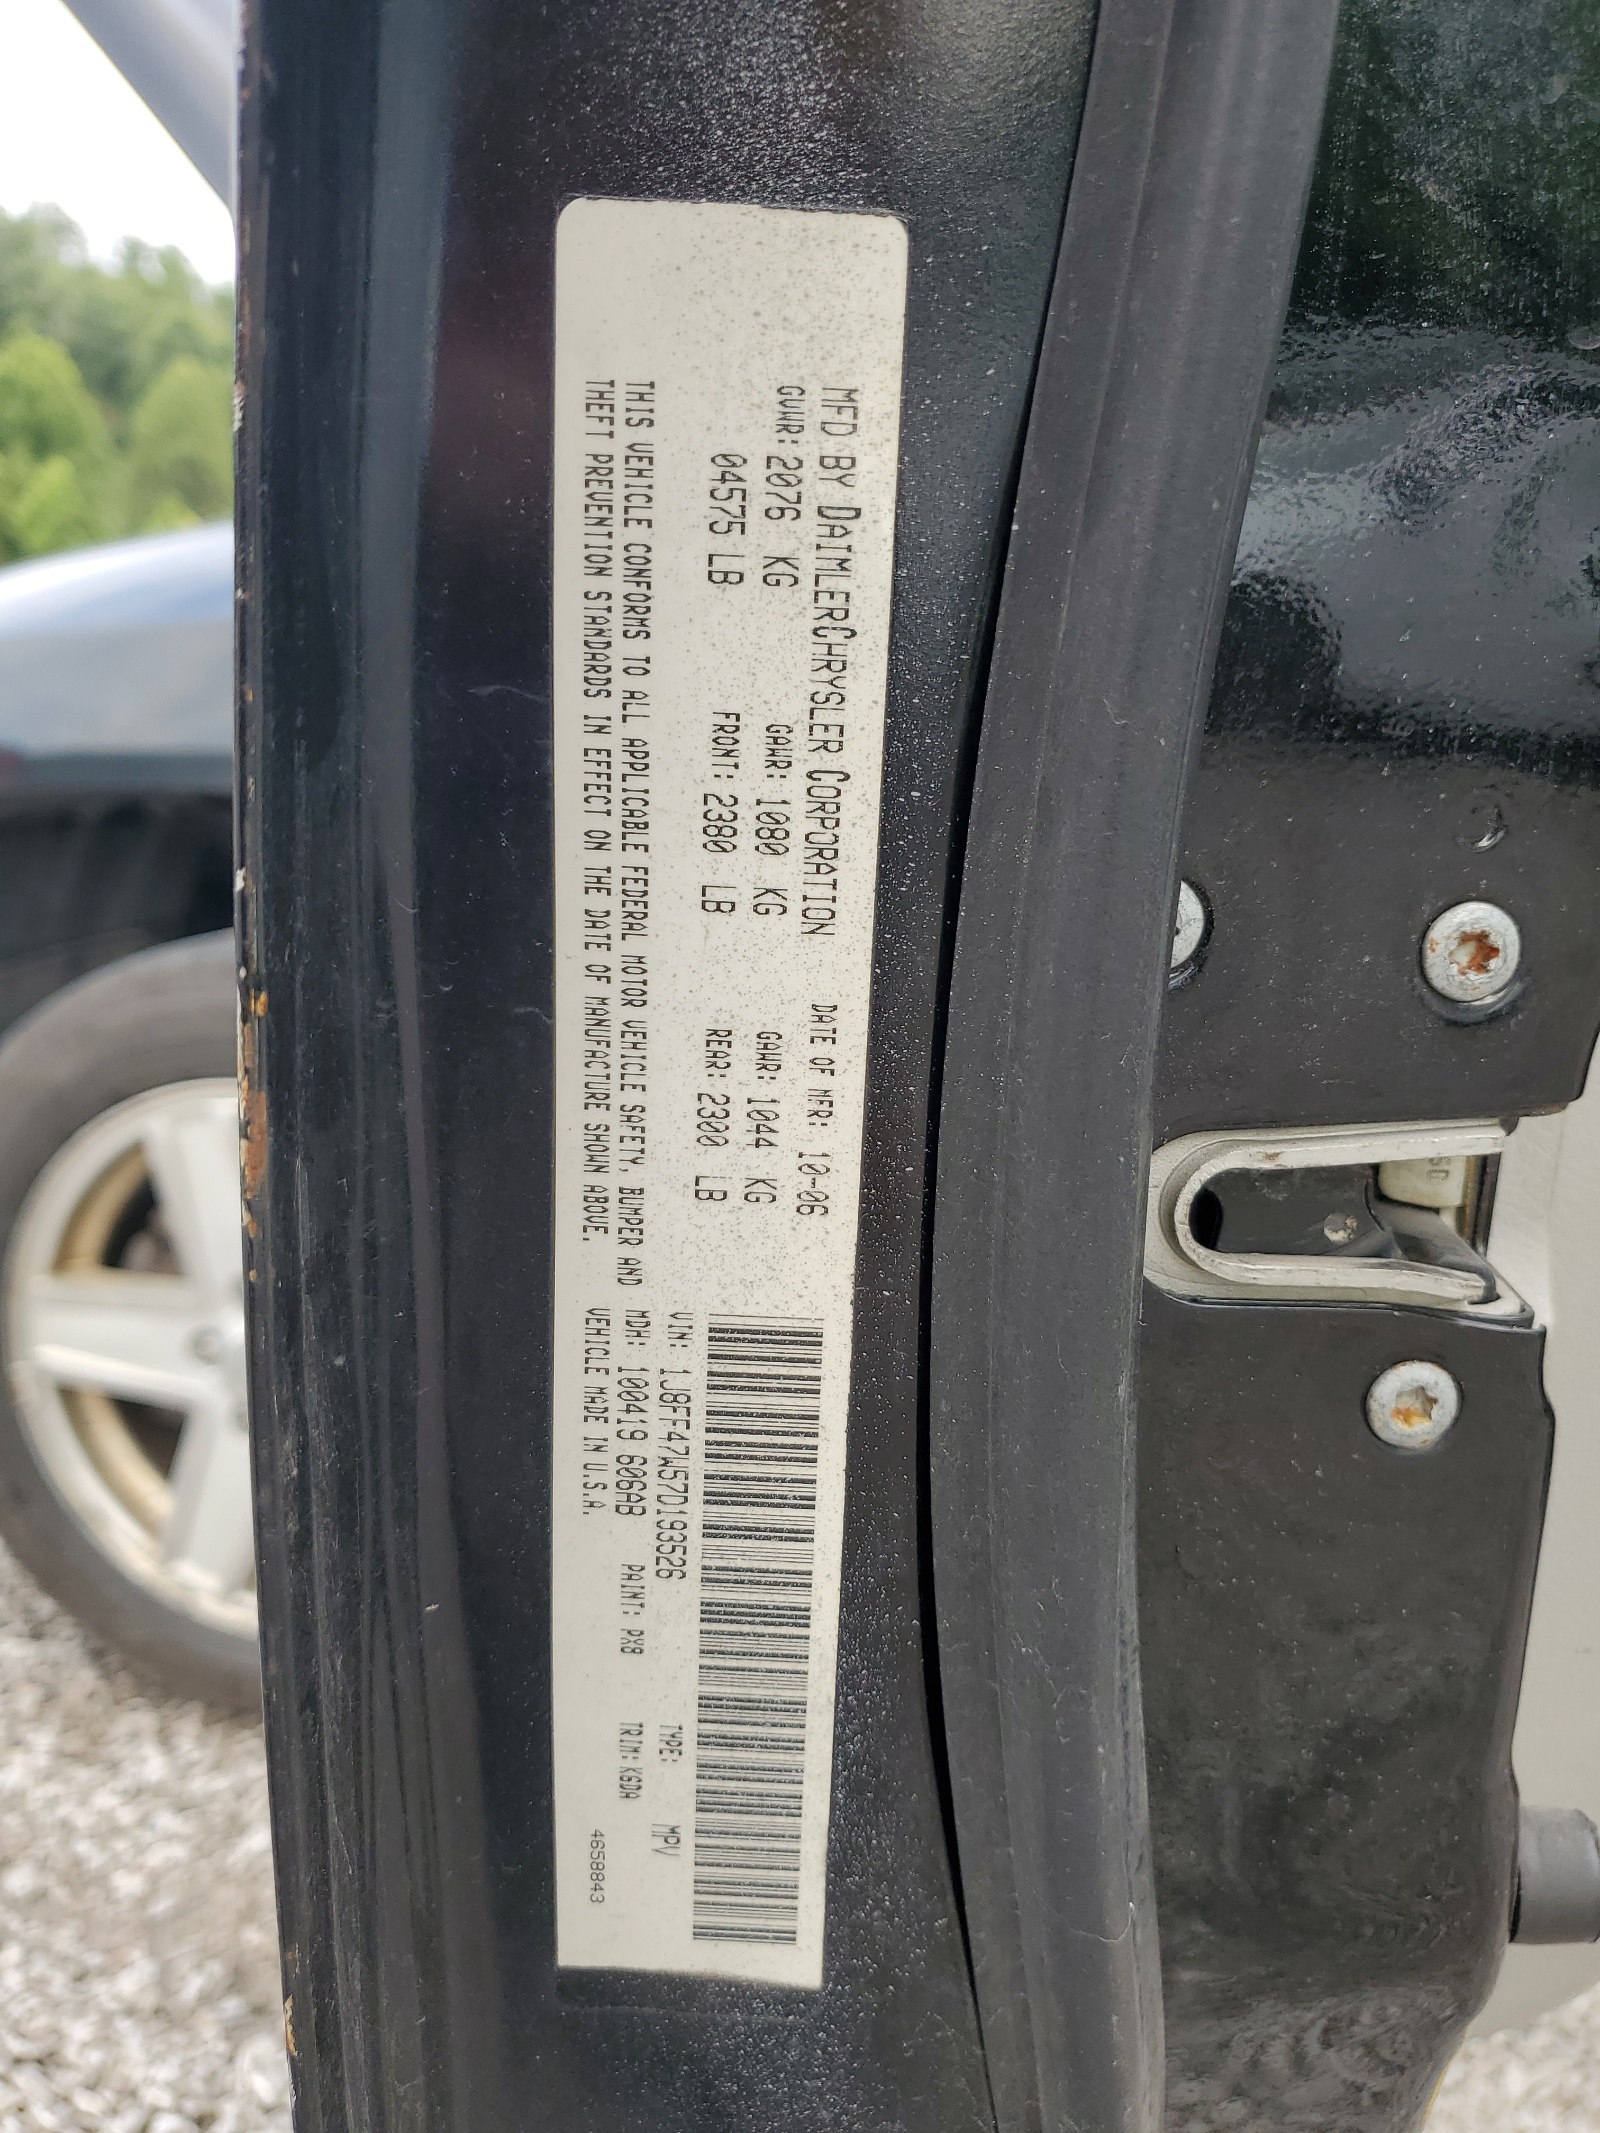 MFD BY DAIMLERCHRYSLER CORPORATION DATE OF MFR: 10-06
GVWR: 2076 KG GAWR: 1080 KG GAWR: 1044 KG
04575 LB FRONT: 2380 LB REAR: 2300 LB
THIS VEHICLE CONFORMS TO ALL APPLICABLE FEDERAL MOTOR VEHICLE SAFETY, BUMPER AND
THEFT PREVENTION STANDARDS IN EFFECT ON THE DATE OF MANUFACTURE SHOWN ABOVE.
VIN: 1J8FF47W57D193526 TYPE: MPV
MDH: 100419 606AB PAINT: PX8 TRIM: K6DA
VEHICLE MADE IN U.S.A. 4658843